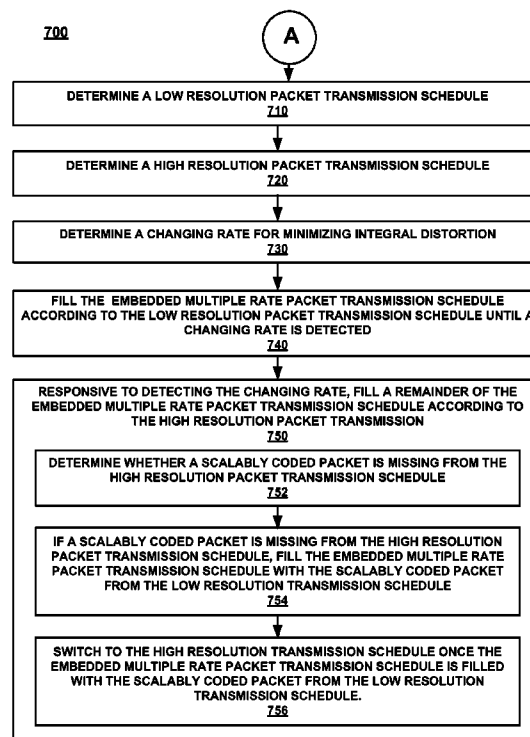 700
A
DETERMINE A LOW RESOLUTION PACKET TRANSMISSION SCHEDULE
710
DETERMINE A HIGH RESOLUTION PACKET TRANSMISSION SCHEDULE
720
DETERMINE A CHANGING RATE FOR MINIMIZING INTEGRAL DISTORTION
730
FILL THE EMBEDDED MULTIPLE RATE PACKET TRANSMISSION SCHEDULE
ACCORDING TO THE LOW RESOLUTION PACKET TRANSMISSION SCHEDULE UNTIL A
CHANGING RATE IS DETECTED
740
RESPONSIVE TO DETECTING THE CHANGING RATE, FILL A REMAINDER OF THE
EMBEDDED MULTIPLE RATE PACKET TRANSMISSION SCHEDULE ACCORDING TO
THE HIGH RESOLUTION PACKET TRANSMISSION
750
DETERMINE WHETHER A SCALABLY CODED PACKET IS MISSING FROM THE
HIGH RESOLUTION PACKET TRANSMISSION SCHEDULE
752
IF A SCALABLY CODED PACKET IS MISSING FROM THE HIGH RESOLUTION
PACKET TRANSMISSION SCHEDULE, FILL THE EMBEDDED MULTIPLE RATE
PACKET TRANSMISSION SCHEDULE WITH THE SCALABLY CODED PACKET
FROM THE LOW RESOLUTION TRANSMISSION SCHEDULE
754
SWITCH TO THE HIGH RESOLUTION TRANSMISSION SCHEDULE ONCE THE
EMBEDDED MULTIPLE RATE PACKET TRANSMISSION SCHEDULE IS FILLED
WITH THE SCALABLY CODED PACKET FROM THE LOW RESOLUTION
TRANSMISSION SCHEDULE.
756